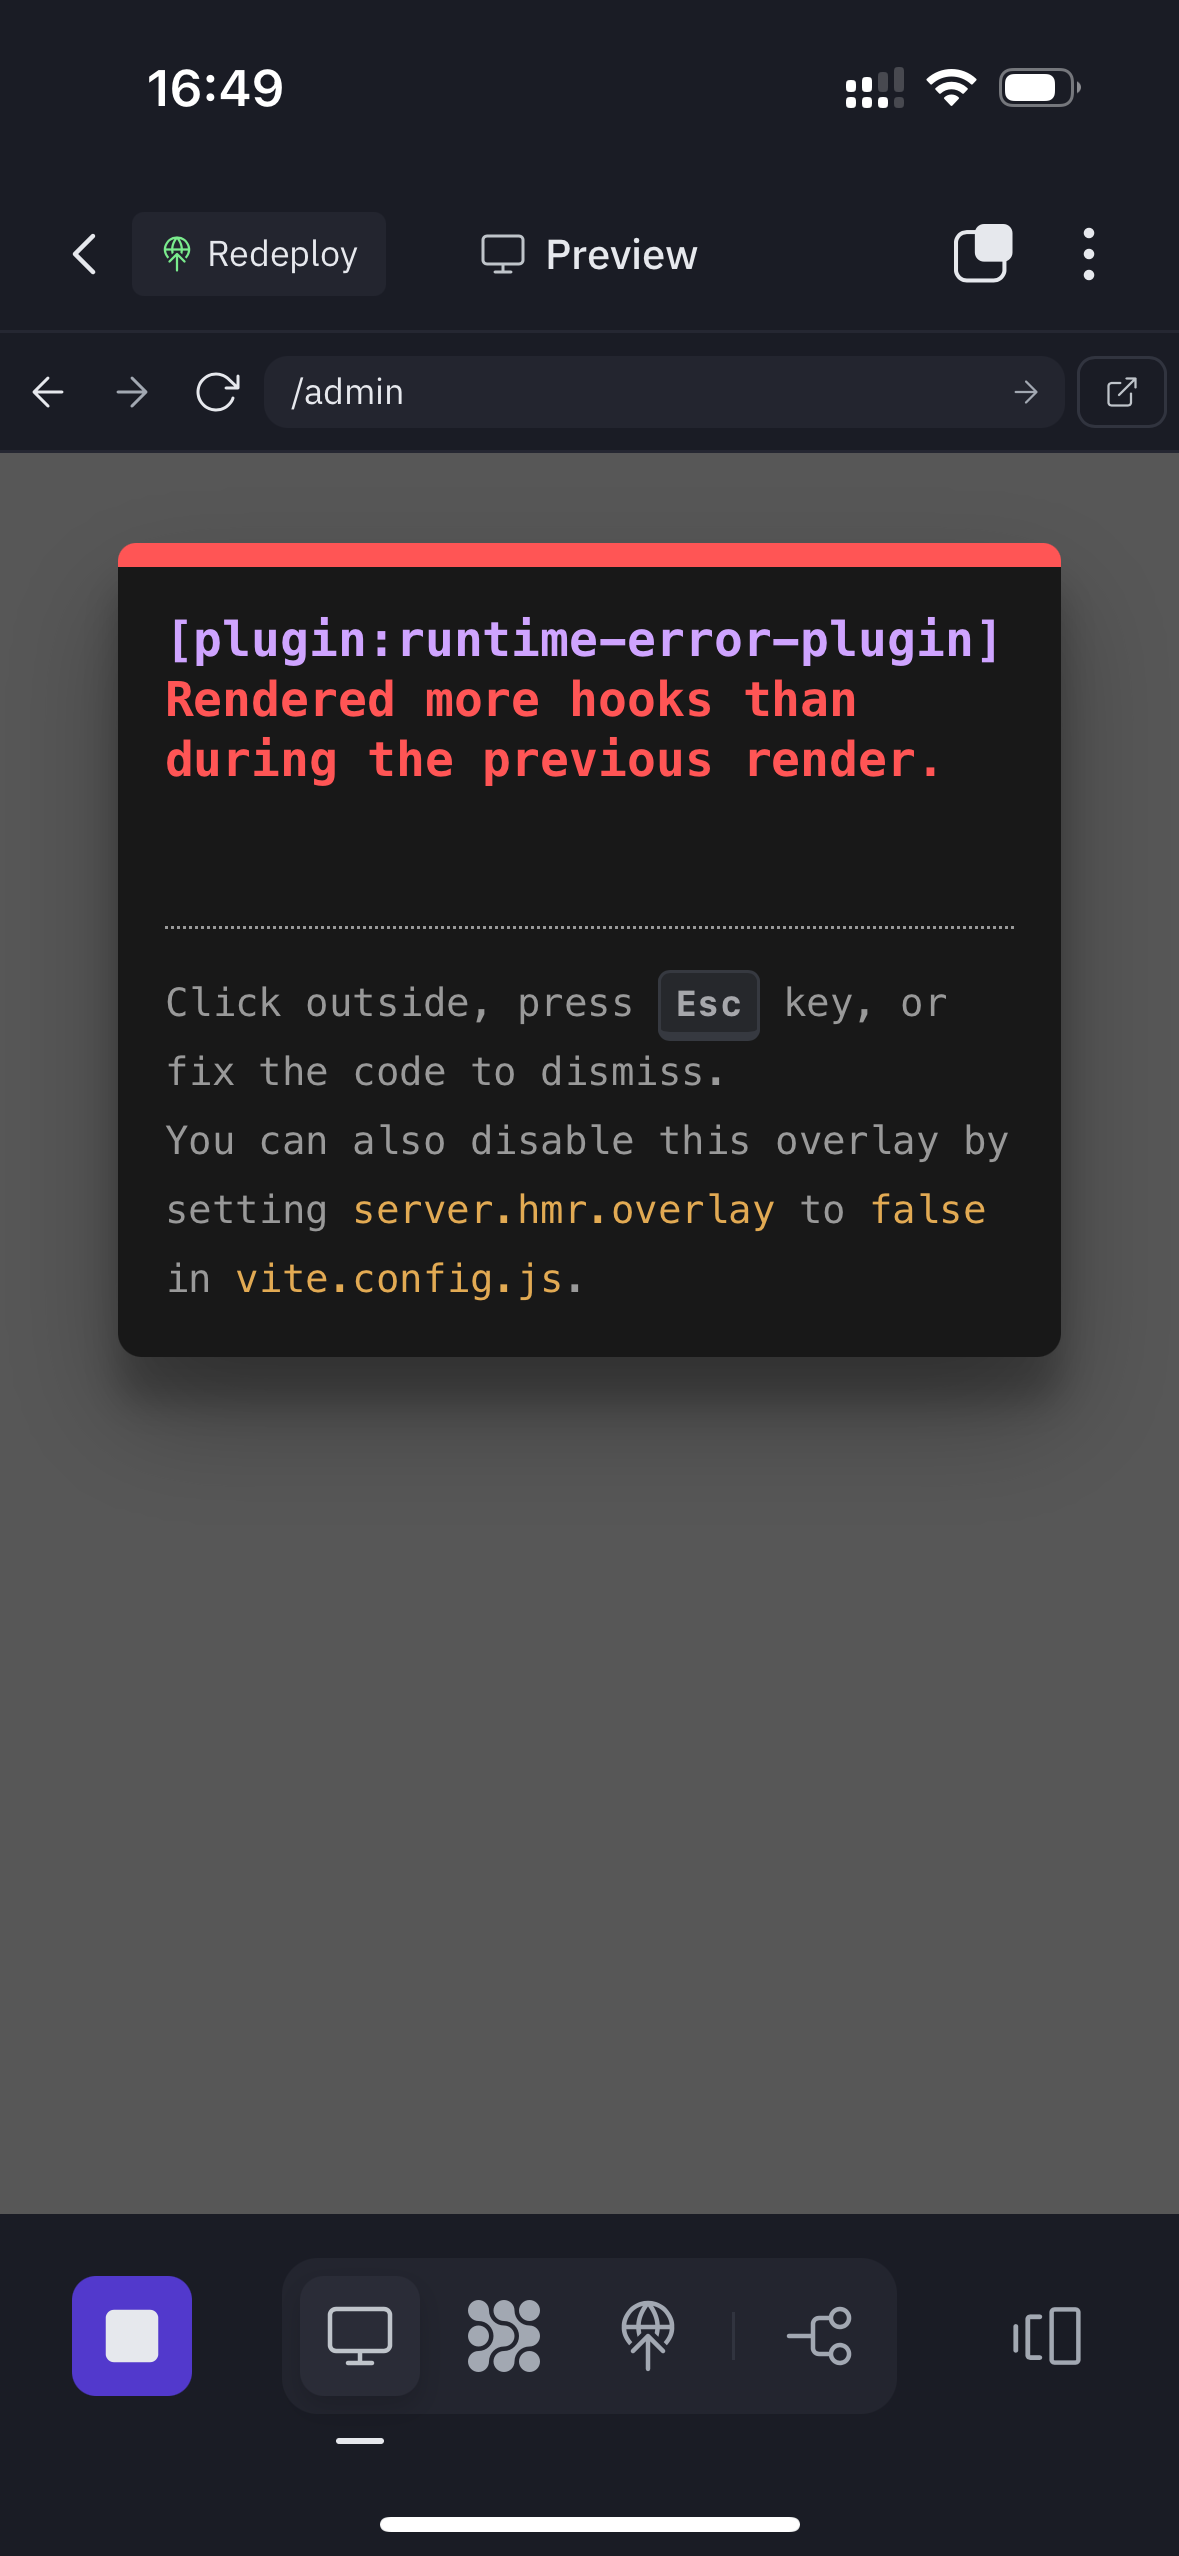 16:49
Redeploy
Preview
/admin
[plugin:runtime-error-plugin]
Rendered more hooks than
during the previous render.
Click outside, press Esc key, or
fix the code to dismiss.
You can also disable this overlay by
setting server.hmr.overlay to false
in vite.config.js.